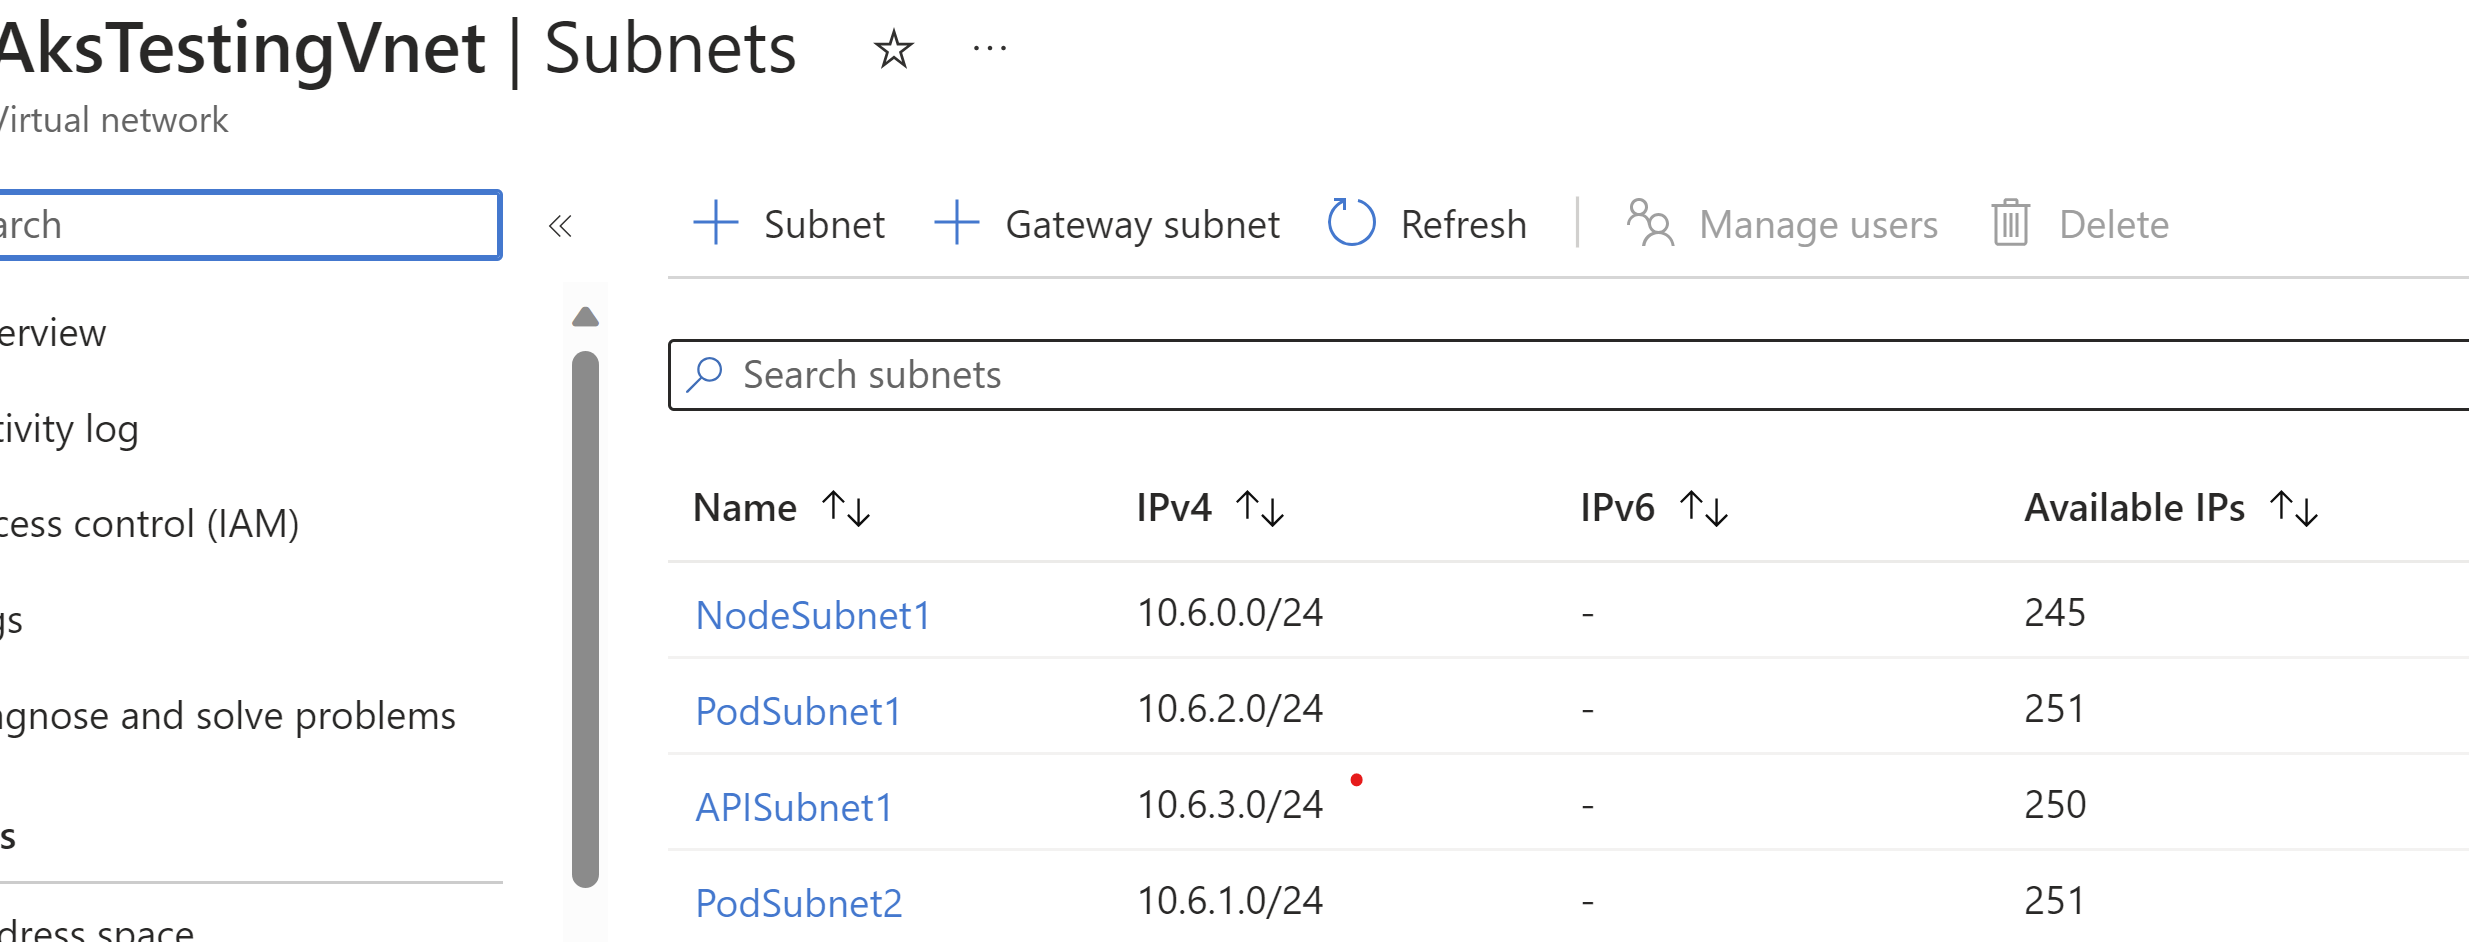 AksTestingVnet | Subnets
Virtual network
arch
erview
tivity log
cess control (IAM)
gs
agnose and solve problems
s
dress space
Subnet Gateway subnet Refresh Manage users Delete
Search subnets
Name IPv4 IPv6 Available IPs
NodeSubnet1 10.6.0.0/24 - 245
PodSubnet1 10.6.2.0/24 - 251
APISubnet1 10.6.3.0/24 - 250
PodSubnet2 10.6.1.0/24 - 251